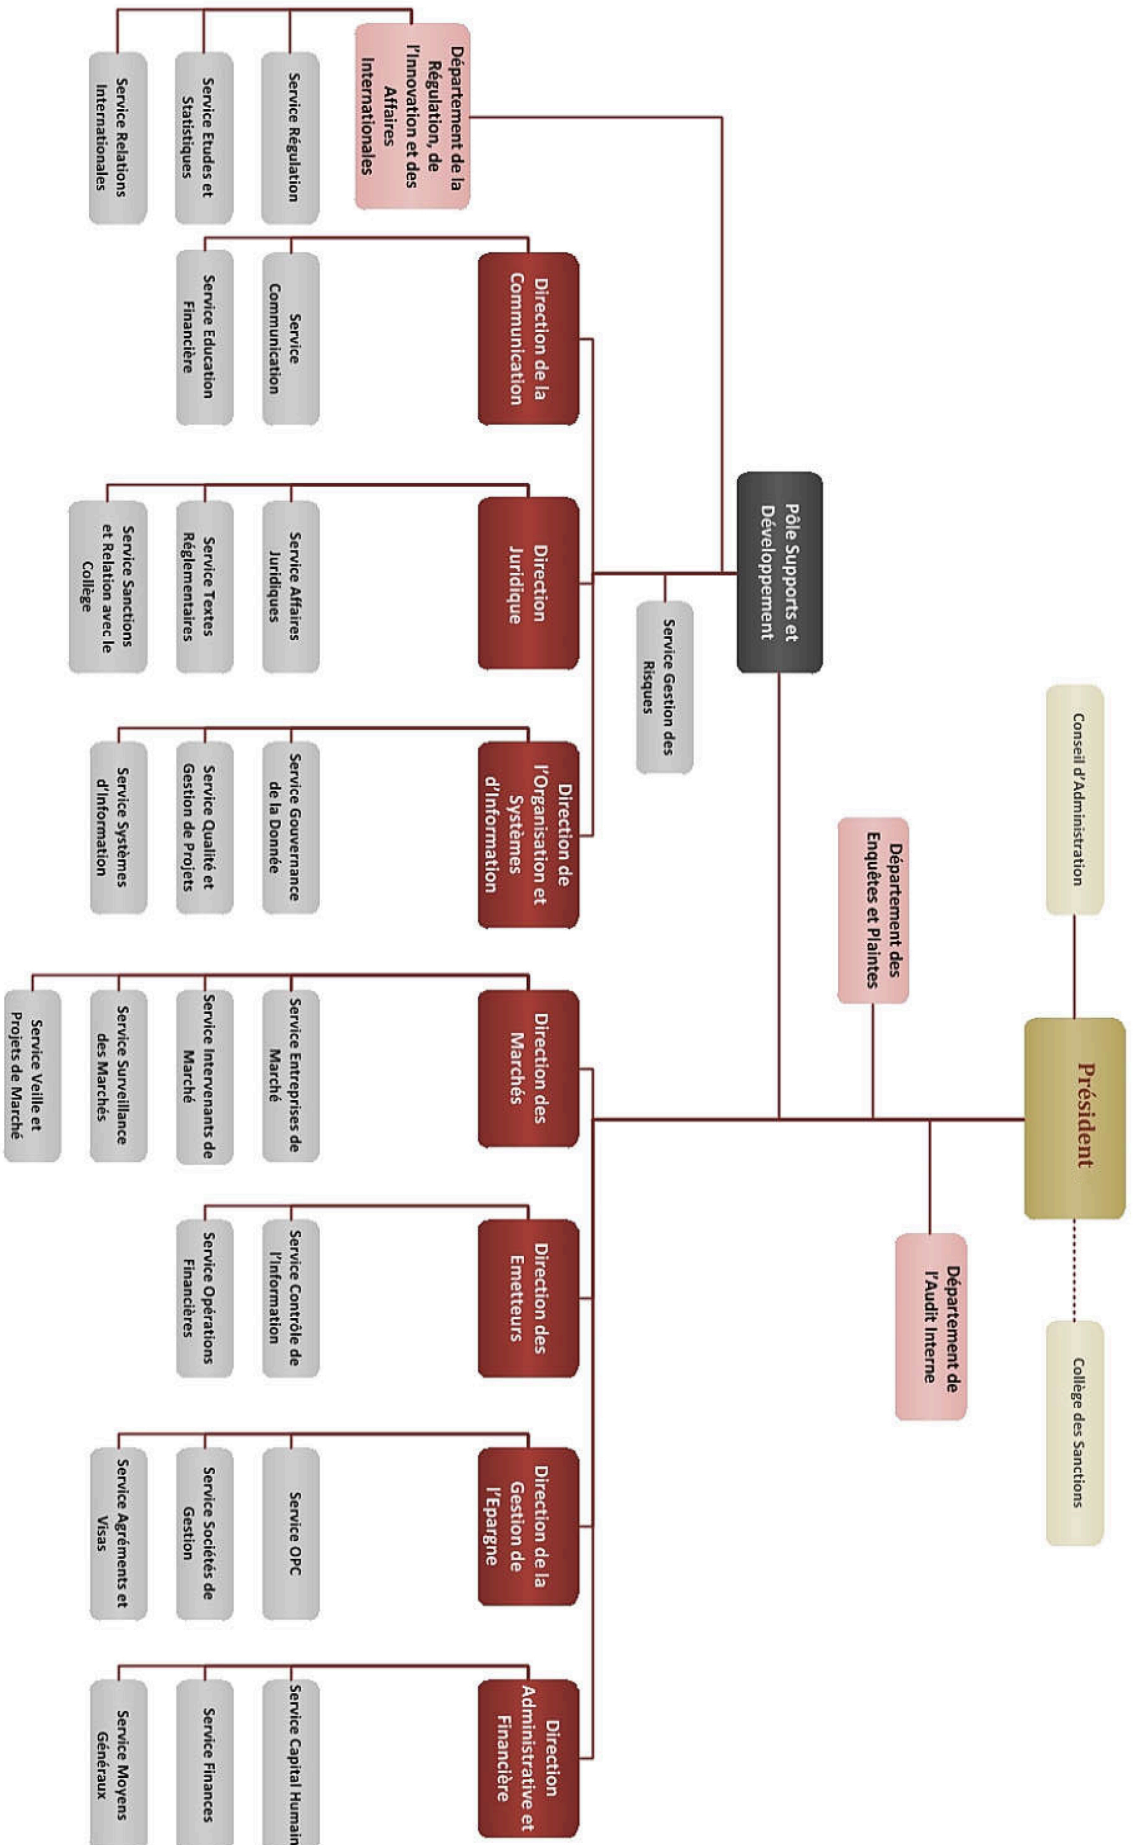 Conseil d'Administration
Président
Collège des Sanctions
Département de
l'Audit Interne
Département des
Enquêtes et Plaintes
Pôle Supports et
Développement
Service Gestion des
Risques
Département de la
Régulation, de
l'Innovation et des
Affaires
Internationales
Service Régulation
Service Etudes et
Statistiques
Service Relations
Internationales
Direction de la
Communication
Service
Communication
Service Education
Financière
Direction
Juridique
Service Affaires
Juridiques
Service Textes
Réglementaires
Service Sanctions
et Relation avec le
Collège
Direction de
l'Organisation et
Systèmes
d'Information
Service Gouvernance
de la Donnée
Service Qualité et
Gestion de Projets
Service Systèmes
d'Information
Direction des
Marchés
Service Entreprises de
Marché
Service Intervenants de
Marché
Service Surveillance
des Marchés
Service Veille et
Projets de Marché
Direction des
Emetteurs
Service Contrôle de
l'Information
Service Opérations
Financières
Direction de la
Gestion de
l'Epargne
Service OPC
Service Sociétés de
Gestion
Service Agréments et
Visas
Direction
Administrative et
Financière
Service Capital Humain
Service Finances
Service Moyens
Généraux